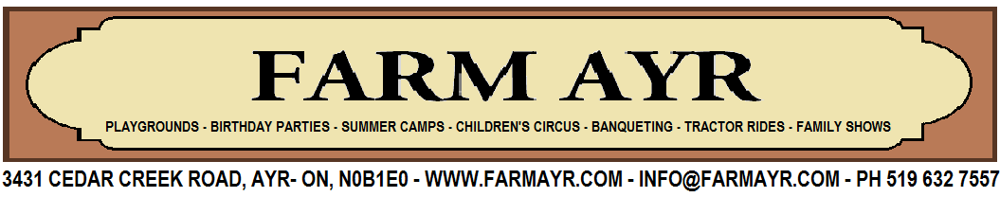 FARM AYR
PLAYGROUNDS - BIRTHDAY PARTIES - SUMMER CAMPS - CHILDREN'S CIRCUS - BANQUETING - TRACTOR RIDES - FAMILY SHOWS
3431 CEDAR CREEK ROAD, AYR- ON, N0B1E0 - WWW.FARMAYR.COM - INFO@FARMAYR.COM - PH 519 632 7557